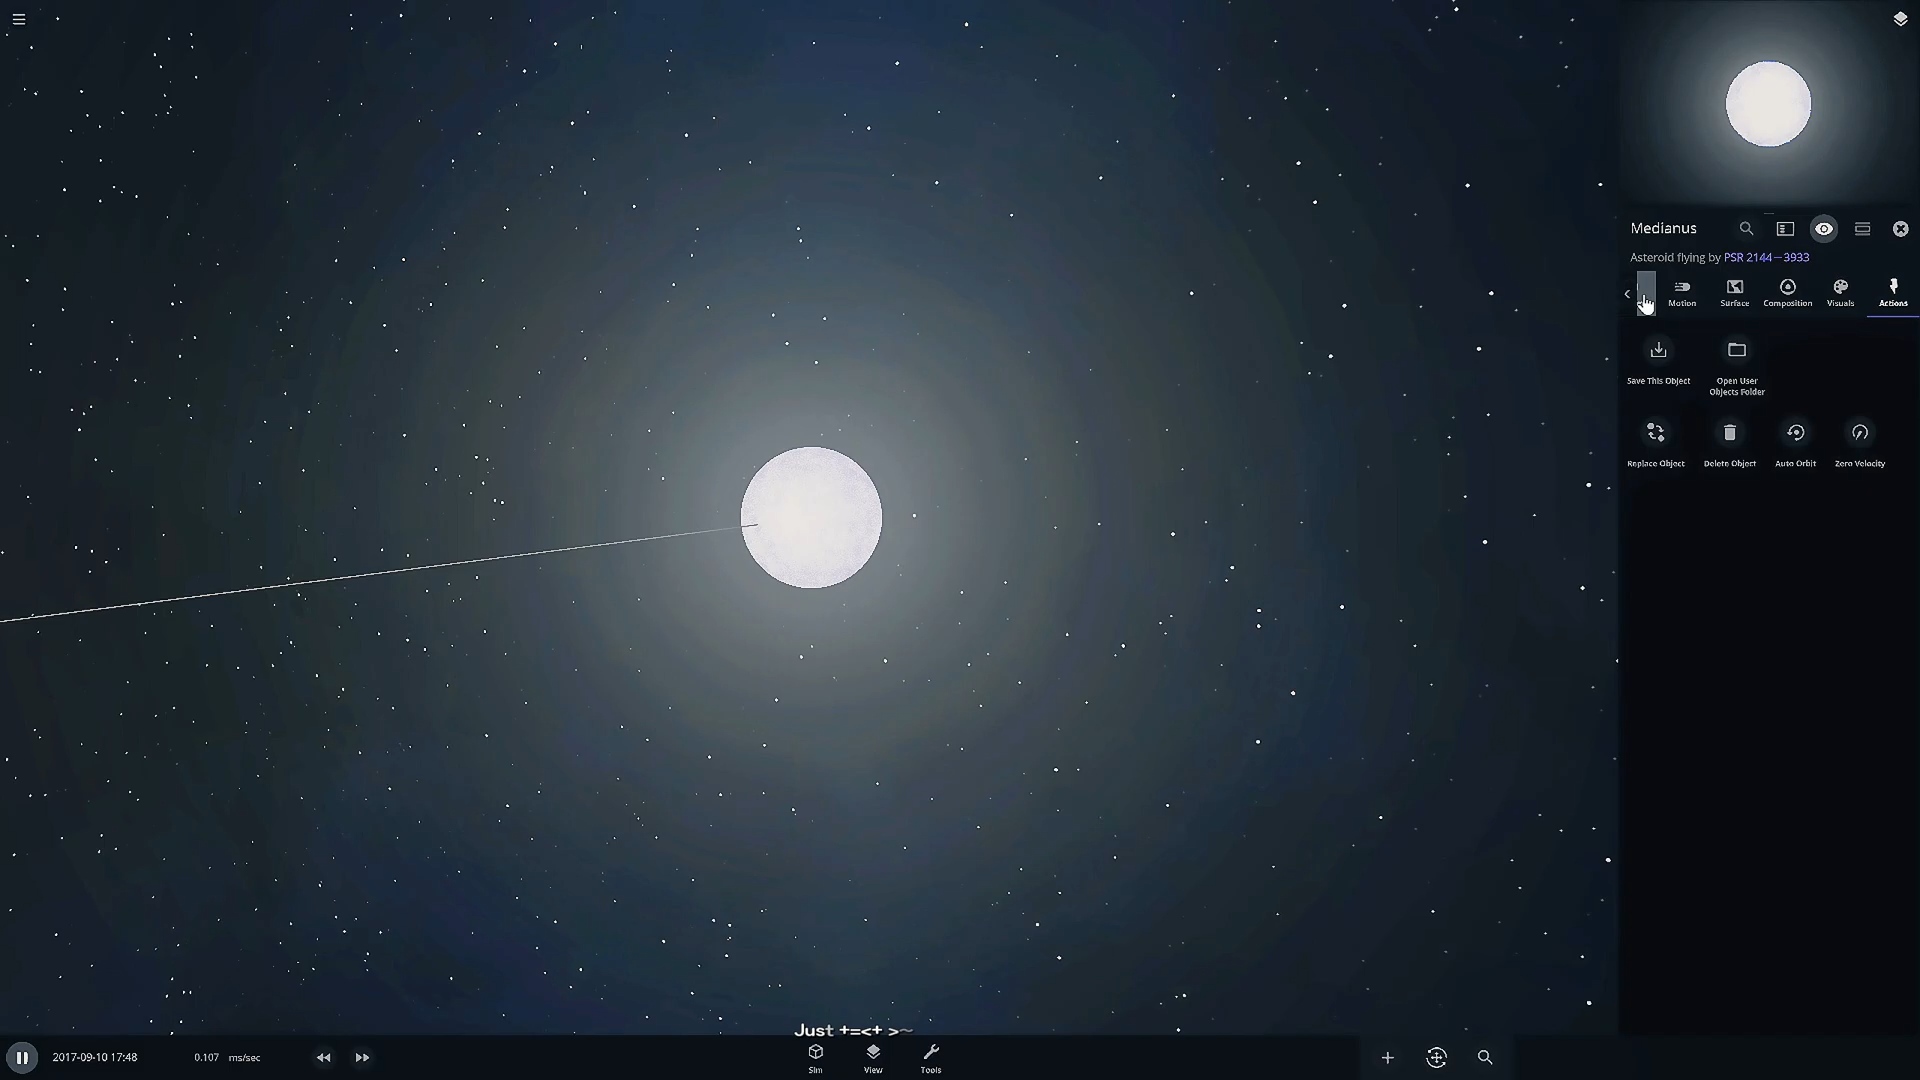 Medianus
Asteroid flying by PSR 2144−3933
Motion
Surface
Composition
Visuals
Actions
Save This Object
Open User
Objects Folder
Replace Object
Delete Object
Auto Orbit
Zero Velocity
Just
2017-09-10 17:48
0.107 ms/sec
Sim
View
Tools